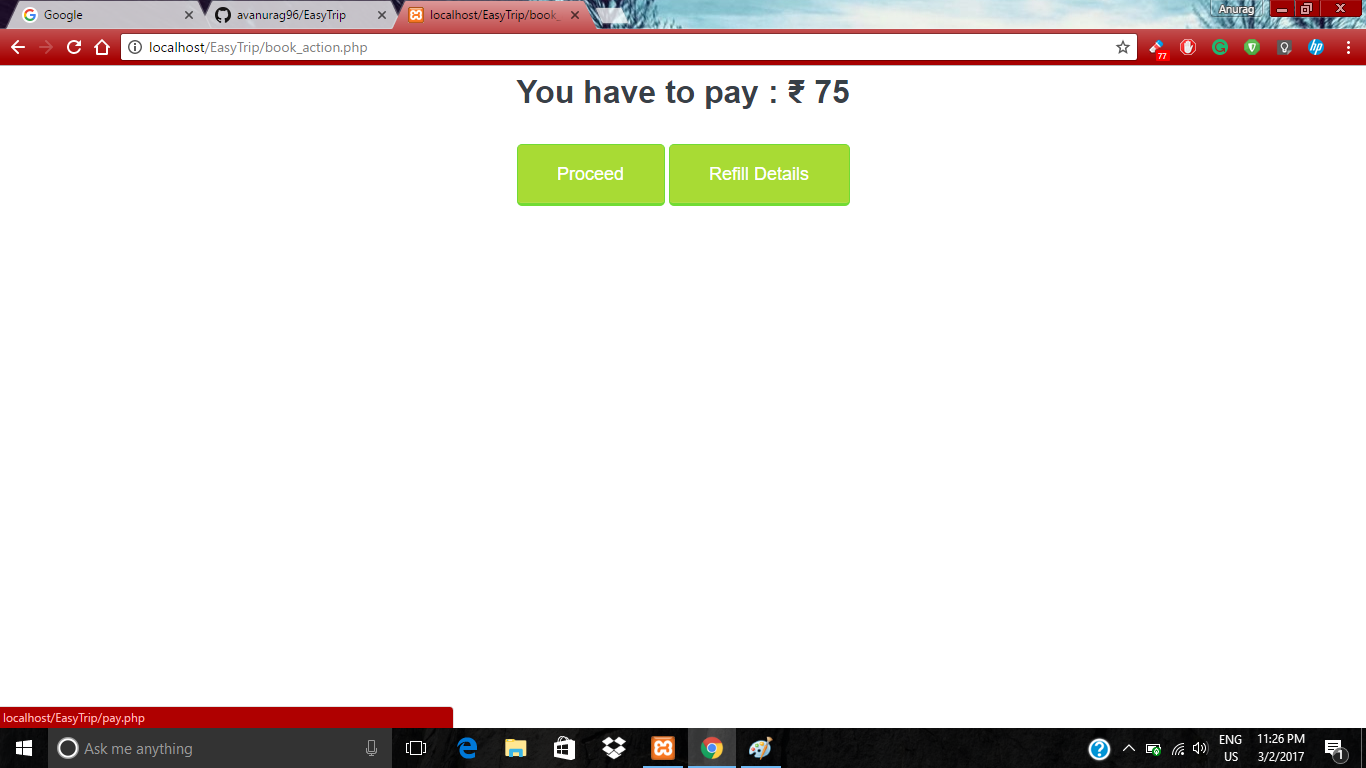 Google
avanurag96/EasyTrip
localhost/EasyTrip/book_
Anurag
localhost/EasyTrip/book_action.php
77
You have to pay : ₹ 75
Proceed
Refill Details
localhost/EasyTrip/pay.php
Ask me anything
ENG
US
11:26 PM
3/2/2017
1